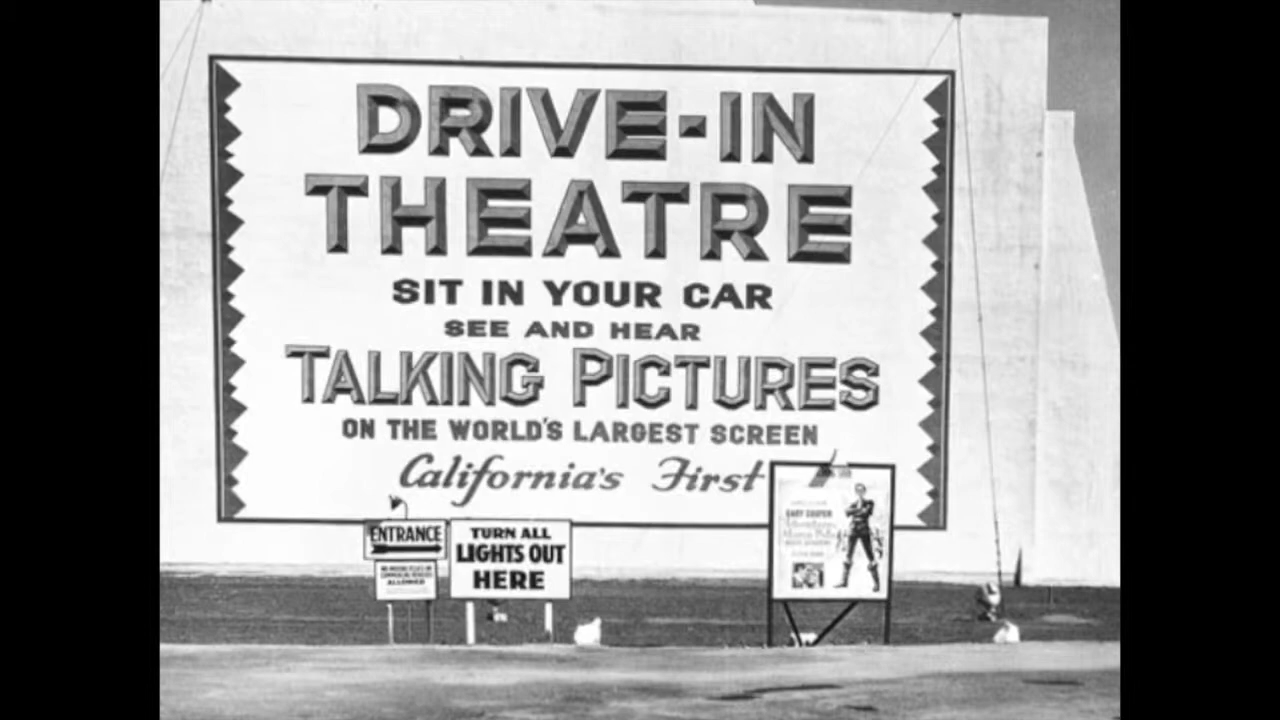 DRIVE-IN
THEATRE
SIT IN YOUR CAR
SEE AND HEAR
TALKING PICTURES
ON THE WORLD'S LARGEST SCREEN
California's First
ENTRANCE
ALLOWED
TURN ALL
LIGHTS OUT
HERE
GARY COOPER